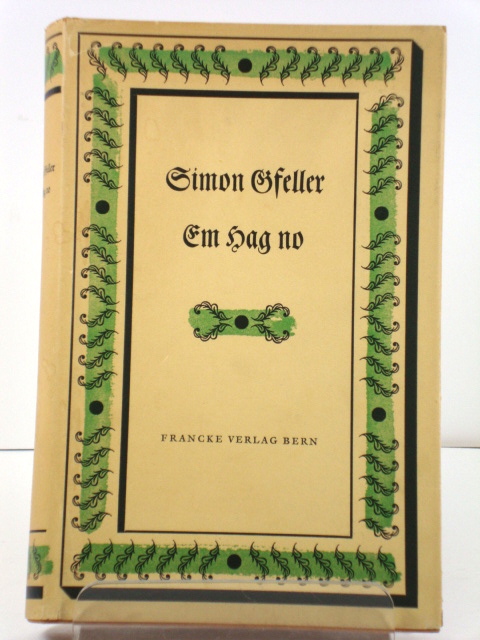 Simon Gfeller
Em Hag no
FRANCKE VERLAG BERN